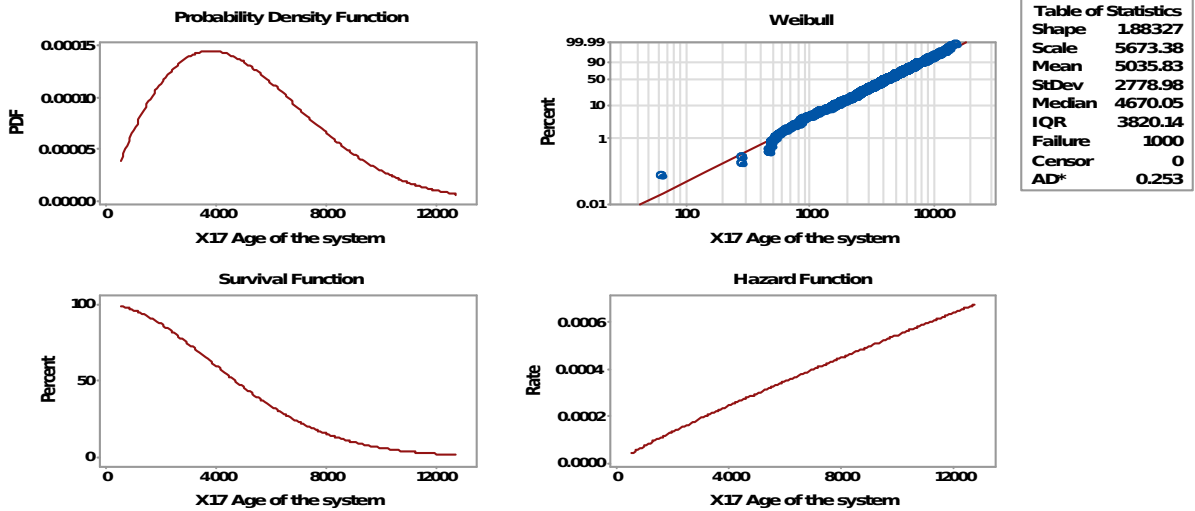 Probability Density Function
0.00015
0.00010
0.00005
0.00000
PDF
0
4000
8000
12000
X17 Age of the system
Weibull
99.99
90
50
10
1
0.01
Percent
100
1000
10000
X17 Age of the system
Table of Statistics
Shape 1.88327
Scale 5673.38
Mean 5035.83
StDev 2778.98
Median 4670.05
IQR 3820.14
Failure 1000
Censor 0
AD* 0.253
Survival Function
100
50
0
Percent
0
4000
8000
12000
X17 Age of the system
Hazard Function
0.0006
0.0004
0.0002
0.0000
Rate
0
4000
8000
12000
X17 Age of the system